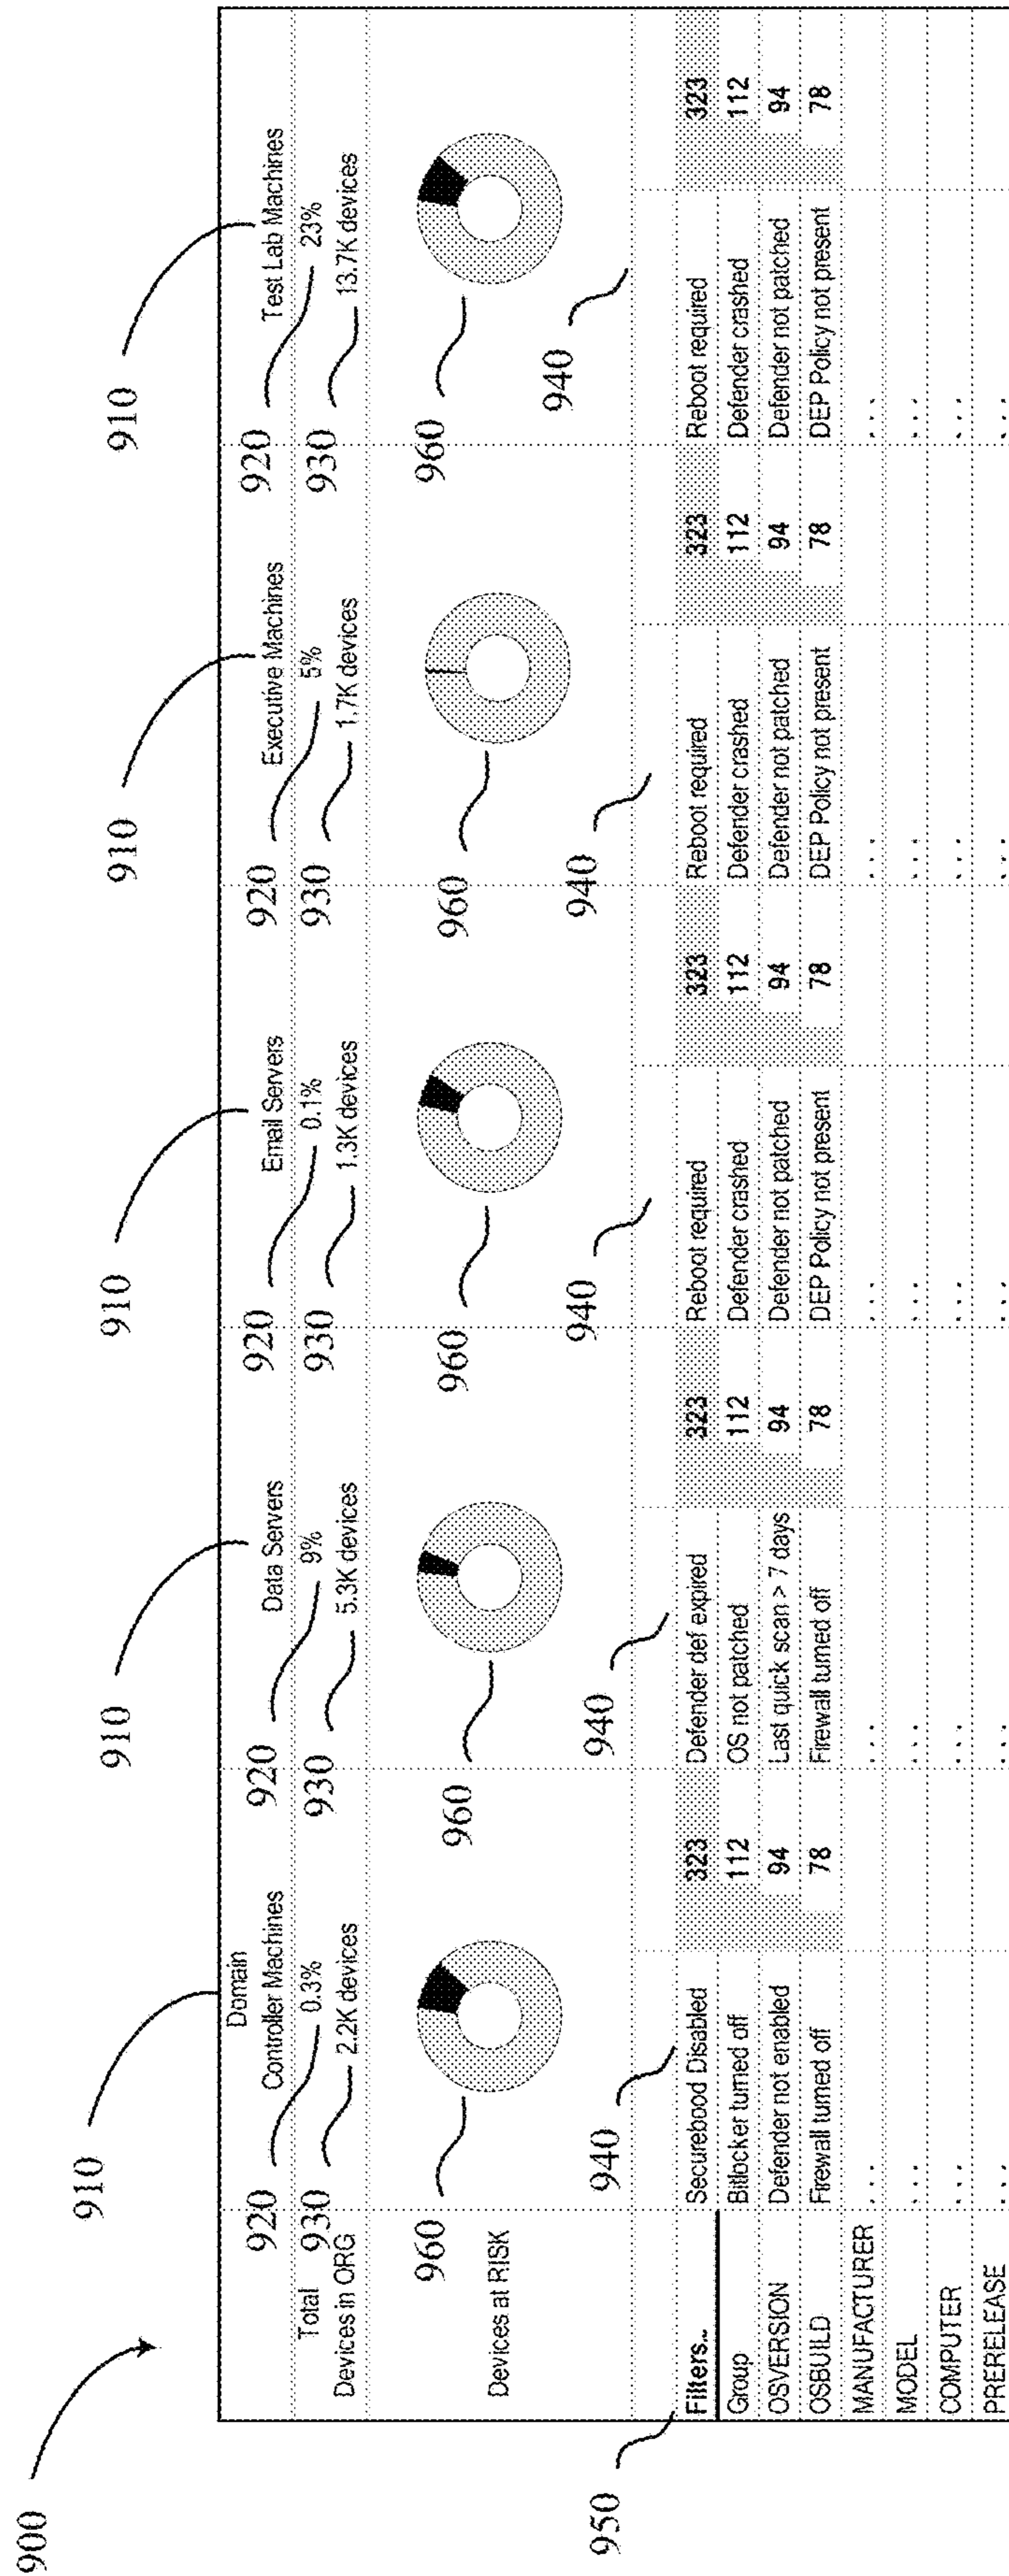 900
910 910 910 910 910
Domain
Controller Machines Data Servers Email Servers Executive Machines Test Lab Machines
920 0.3% 920 9% 920 0.1% 920 5% 920 23%
Total
Devices in ORG 930 2.2K devices 930 5.3K devices 930 1.3K devices 930 1.7K devices 930 13.7K devices
960 960 960 960 960
Devices at RISK
940 940 940 940 940
950
Filters.. Securebood Disabled 323 Defender def expired 323 Reboot required 323 Reboot required 323 Reboot required 323
Group Bitlocker turned off 112 OS not patched 112 Defender crashed 112 Defender crashed 112 Defender crashed 112
OSVERSION Defender not enabled 94 Last quick scan > 7 days 94 Defender not patched 94 Defender not patched 94 Defender not patched 94
OSBUILD Firewall turned off 78 Firewall turned off 78 DEP Policy not present 78 DEP Policy not present 78 DEP Policy not present 78
MANUFACTURER ... ... ... ... ...
MODEL ... ... ... ... ...
COMPUTER ... ... ... ... ...
PRERELEASE ... ... ... ... ...